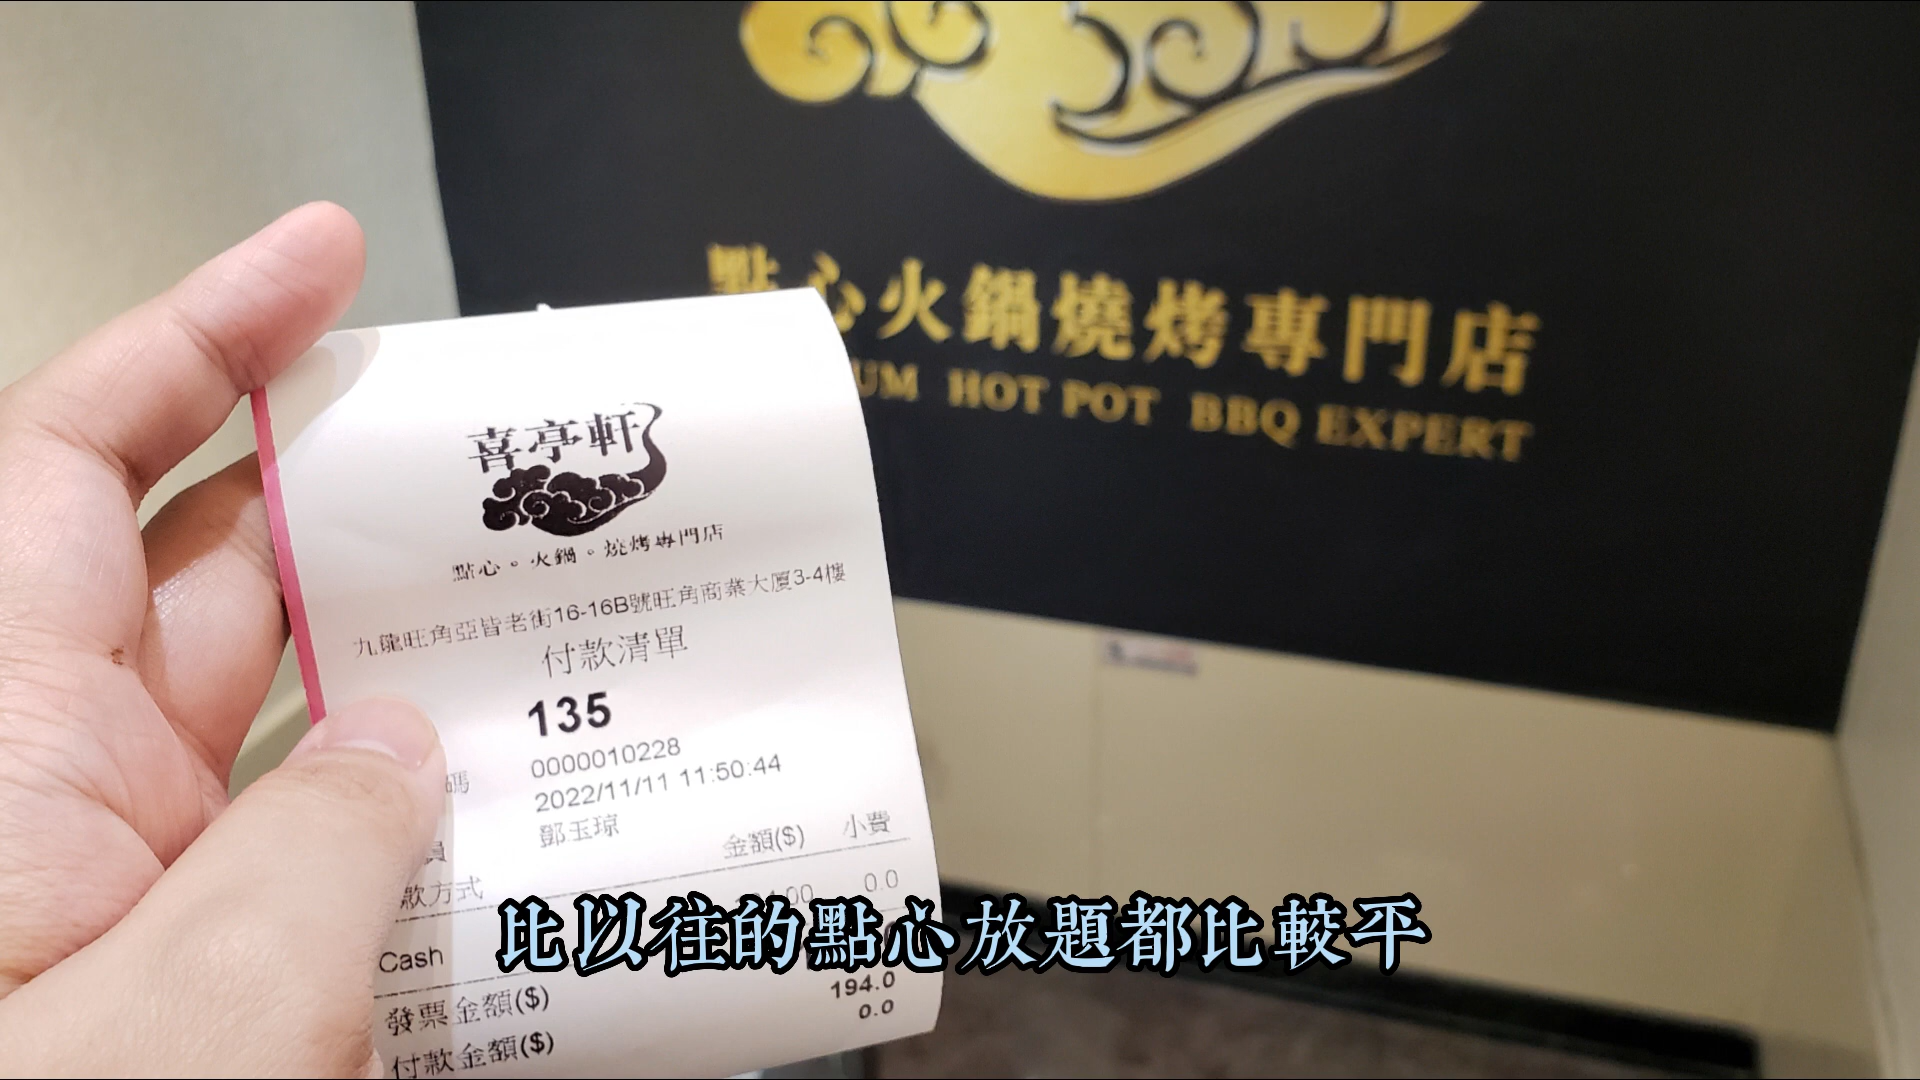 點心火鍋燒烤專門店
UM HOT POT BBQ EXPERT
喜亭軒
點心。火鍋。燒烤專門店
九龍旺角亞皆老街16-16B號旺角商業大廈3-4樓
付款清單
135
碼 0000010228
2022/11/11 11:50:44
員 鄧玉琼
款方式 金額($) 小費
Cash 0.0
發票金額($) 194.0
付款金額($) 0.0
比以往的點心放題都比較平